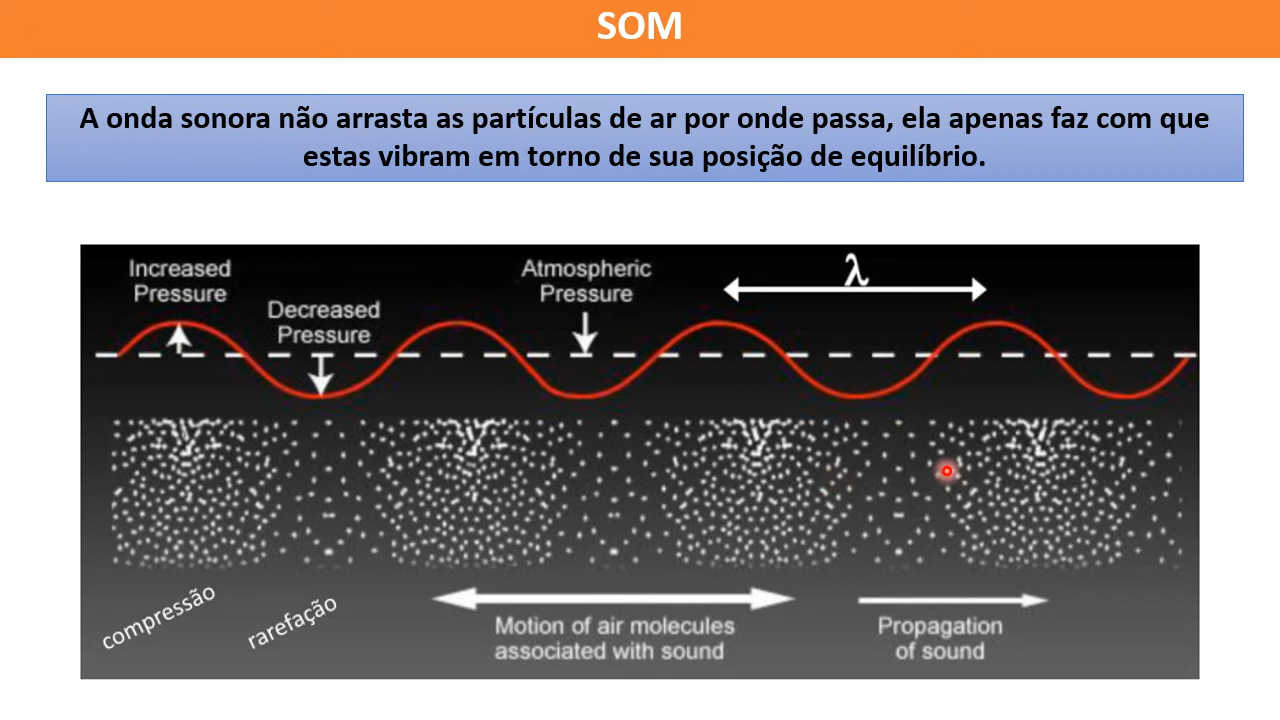 SOM
A onda sonora não arrasta as partículas de ar por onde passa, ela apenas faz com que
estas vibram em torno de sua posição de equilíbrio.
Increased
Pressure
Decreased
Pressure
Atmospheric
Pressure
λ
compressão
rarefação
Motion of air molecules
associated with sound
Propagation
of sound